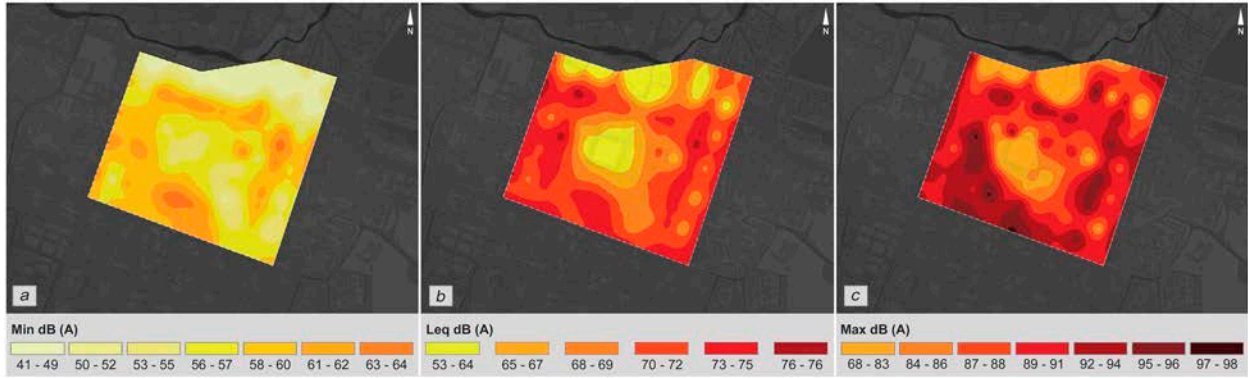 N
N
N
a
b
c
Min dB (A)
41 - 49 50 - 52 53 - 55 56 - 57 58 - 60 61 - 62 63 - 64
Leq dB (A)
53 - 64 65 - 67 68 - 69 70 - 72 73 - 75 76 - 76
Max dB (A)
68 - 83 84 - 86 87 - 88 89 - 91 92 - 94 95 - 96 97 - 98